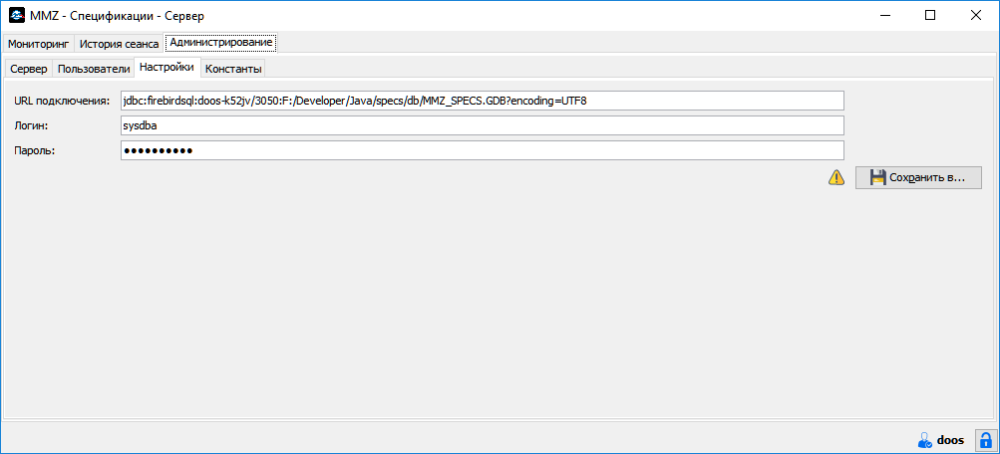 MMZ - Спецификации - Сервер
Мониторинг История сеанса Администрирование
Сервер Пользователи Настройки Константы
URL подключения: jdbc:firebirdsql:doos-k52jv/3050:F:/Developer/Java/specs/db/MMZ_SPECS.GDB?encoding=UTF8
Логин: sysdba
Пароль: ●●●●●●●●●●
Сохранить в...
doos